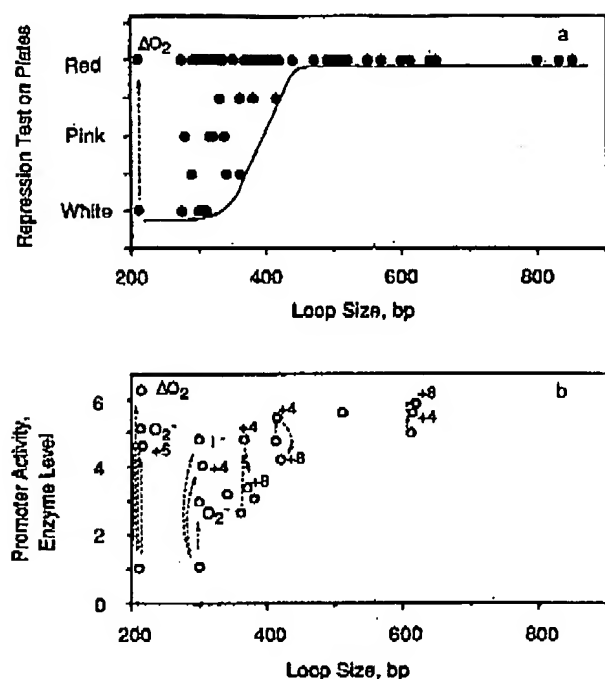 a
Repression Test on Plates
ΔO2
Red
Pink
White
200 400 600 800
Loop Size, bp
b
Promoter Activity,
Enzyme Level
6
4
2
0
ΔO2
O2-
+5
I-
+4
O2-
+4
+8
+4
+8
+8
+4
200 400 600 800
Loop Size, bp